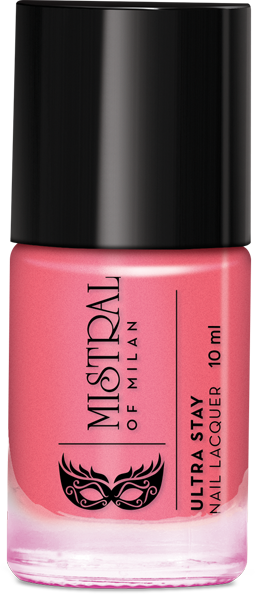 MISTRAL
OF MILAN
ULTRA STAY
NAIL LACQUER 10 ml